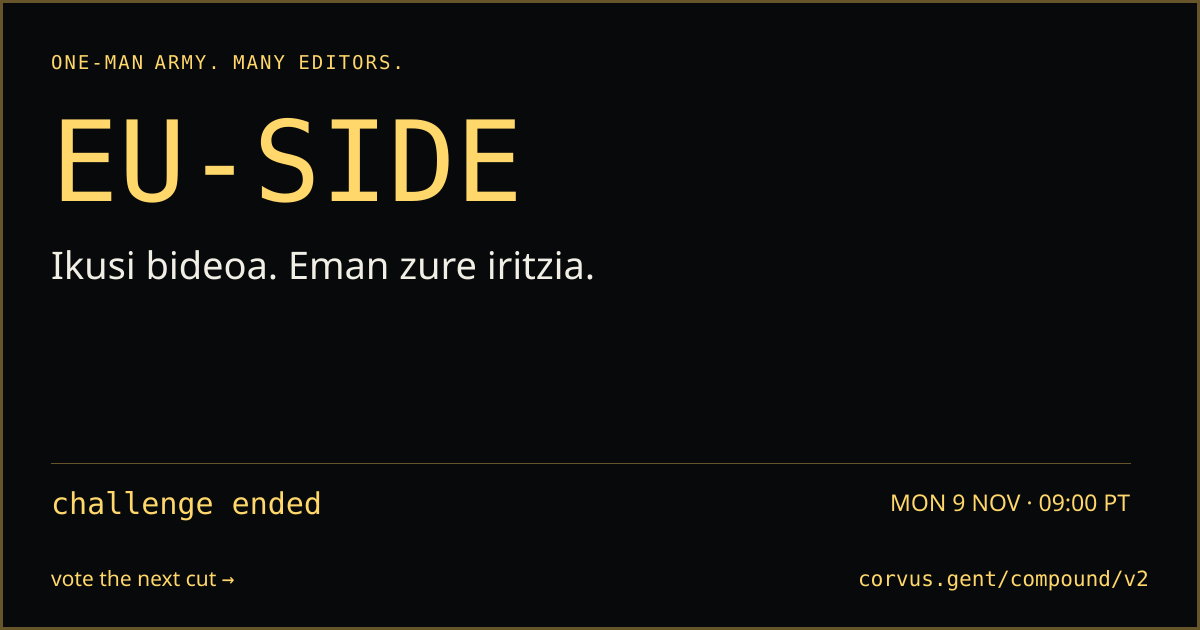 ONE-MAN ARMY. MANY EDITORS.
EU-SIDE
Ikusi bideoa. Eman zure iritzia.
challenge ended
MON 9 NOV · 09:00 PT
vote the next cut →
corvus.gent/compound/v2